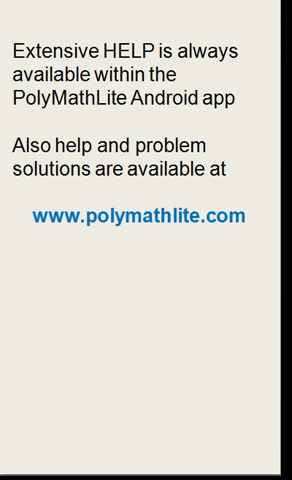 Extensive HELP is always
available within the
PolyMathLite Android app
Also help and problem
solutions are available at
www.polymathlite.com